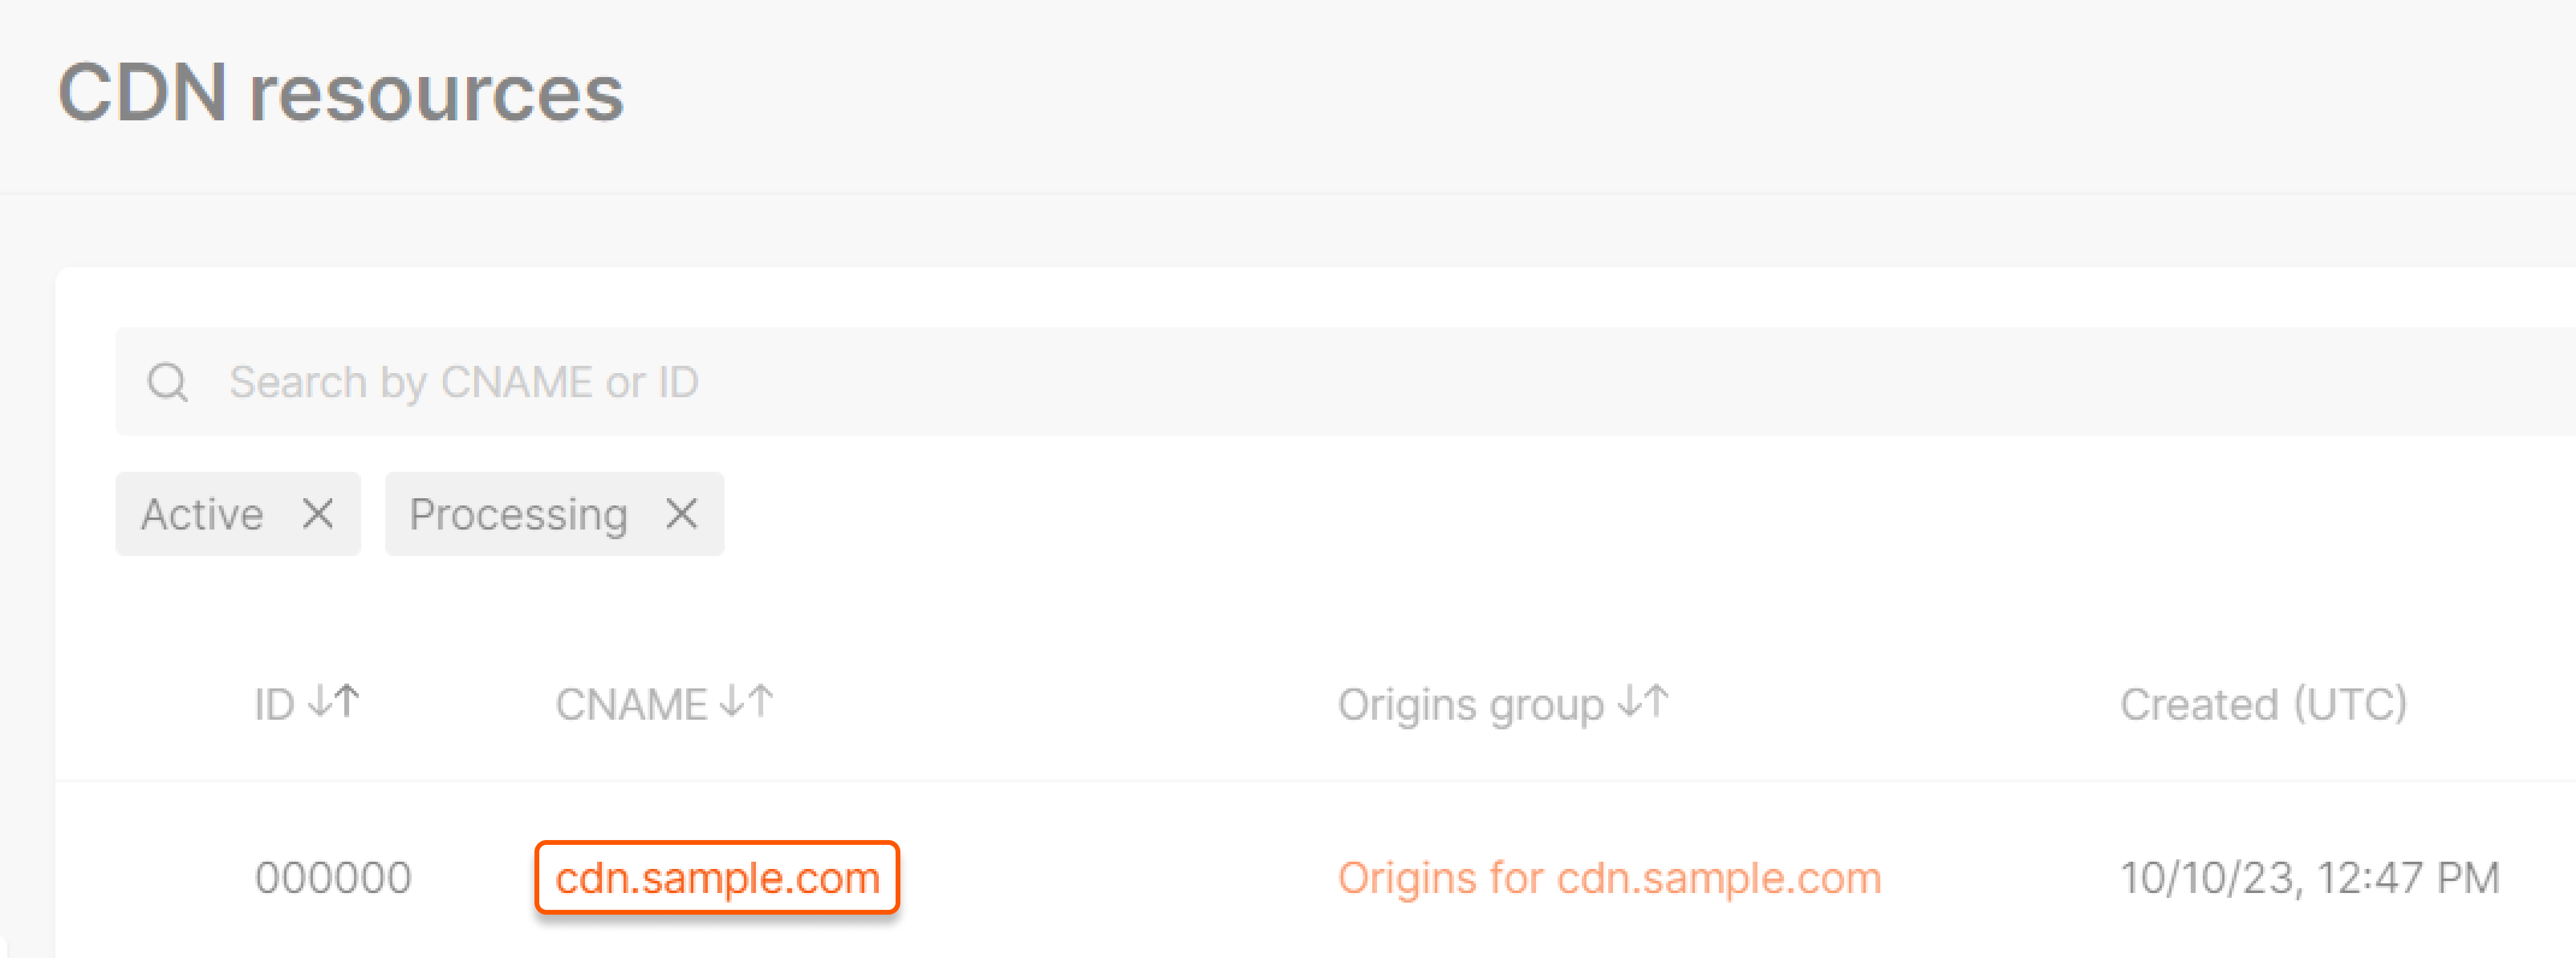 CDN resources
Search by CNAME or ID
Active Processing
ID CNAME Origins group Created (UTC)
000000 cdn.sample.com Origins for cdn.sample.com 10/10/23, 12:47 PM